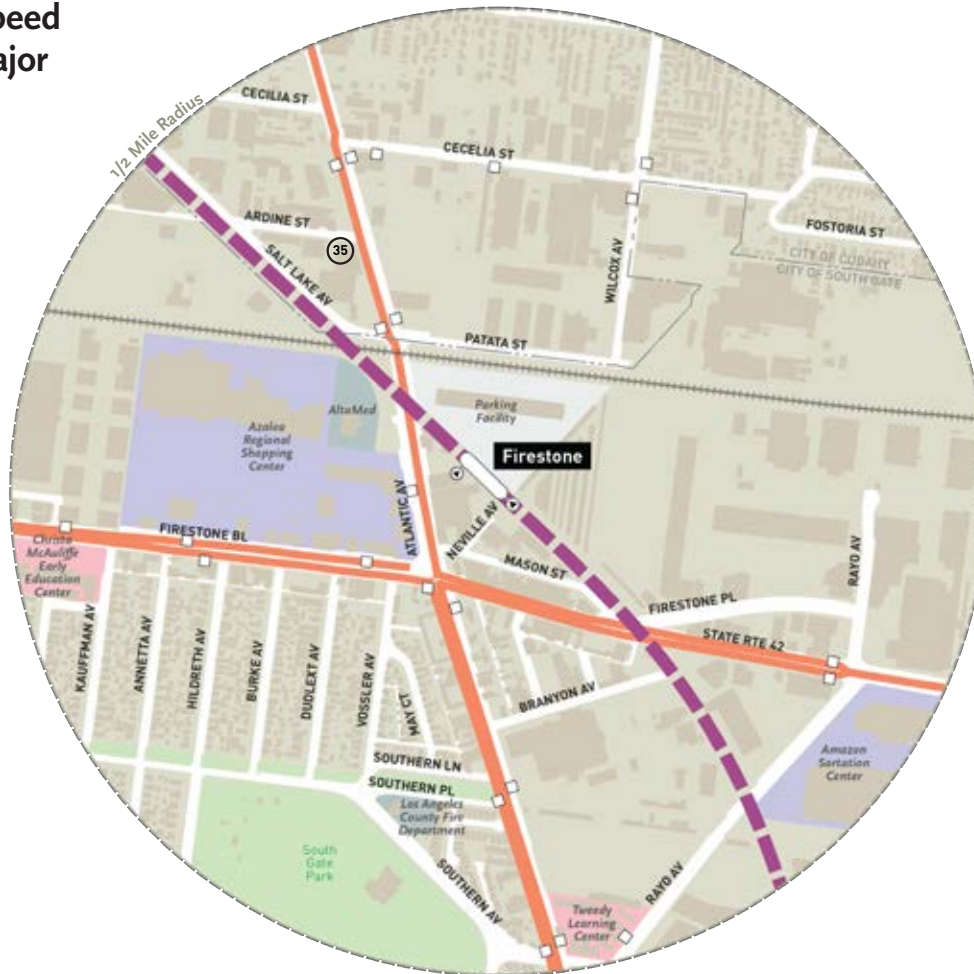 peed
ajor
1/2 Mile Radius
CECILIA ST
CECELIA ST
ARDINE ST
35
FOSTORIA ST
SALT LAKE AV
WILCOX AV
CITY OF CUDAHY
CITY OF SOUTH GATE
PATATA ST
AltaMed
Parking
Facility
Azalea
Regional
Shopping
Center
Firestone
ATLANTIC AV
NEVILLE AV
FIRESTONE BL
MASON ST
RAYO AV
Christa
McAuliffe
Early
Education
Center
FIRESTONE PL
STATE RTE 42
KAUFFMAN AV
ANNETTA AV
HILDRETH AV
BURKE AV
DUDLEXT AV
VOSSLER AV
MAY CT
BRANYON AV
SOUTHERN LN
SOUTHERN PL
Los Angeles
County Fire
Department
Amazon
Sortation
Center
South
Gate
Park
SOUTHERN AV
RAYO AV
Tweedy
Learning
Center